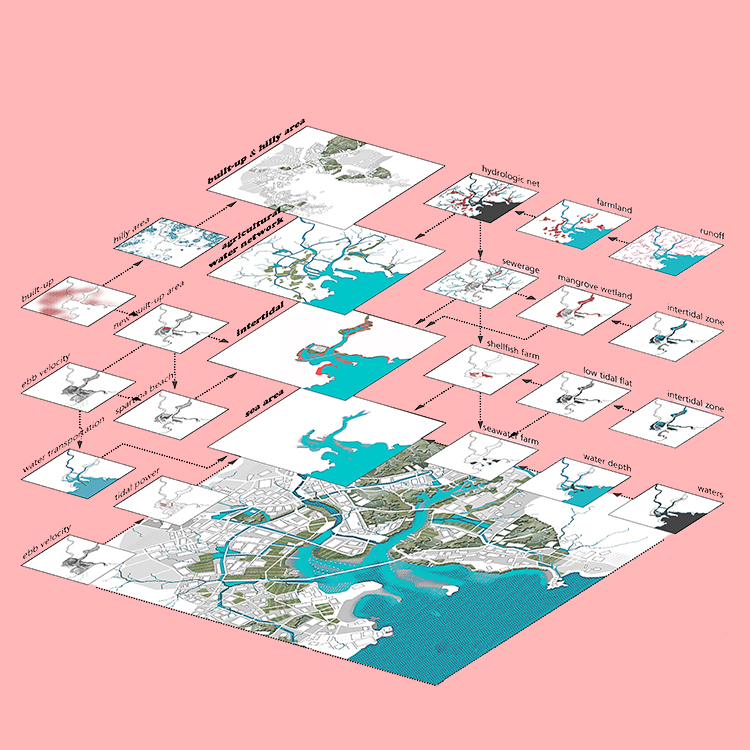 built-up & hilly area
hydrologic net
farmland
runoff
hilly area
agricultural
water network
sewerage
mangrove wetland
intertidal zone
built-up
new built-up area
intertidal
shellfish farm
low tidal flat
intertidal zone
ebb velocity
spartina beach
sea area
seawater farm
water depth
waters
water transportation
tidal power
ebb velocity